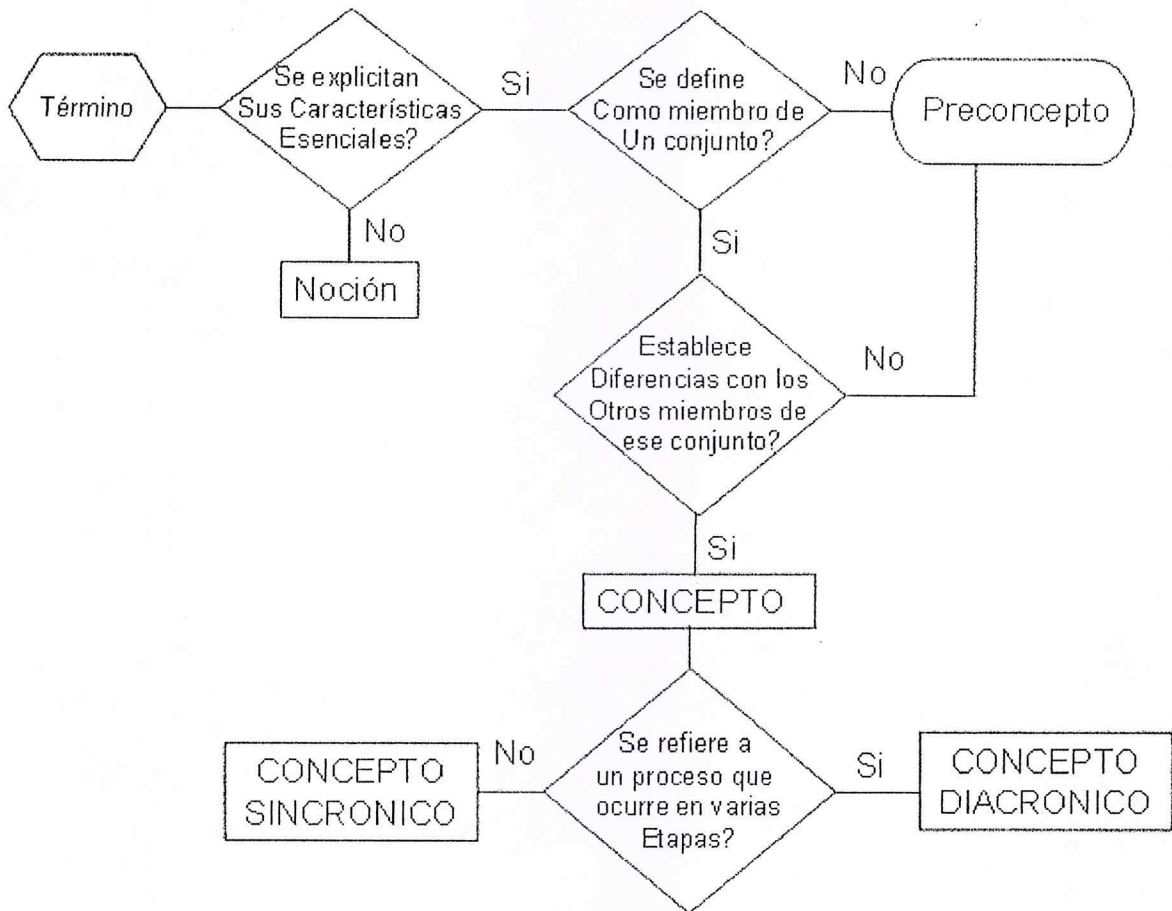 Término
Se explicitan
Sus Características
Esenciales?
Si
Se define
Como miembro de
Un conjunto?
No
Preconcepto
No
Noción
Si
Establece
Diferencias con los
Otros miembros de
ese conjunto?
No
Si
CONCEPTO
Se refiere a
un proceso que
ocurre en varias
Etapas?
No
CONCEPTO
SINCRONICO
Si
CONCEPTO
DIACRONICO